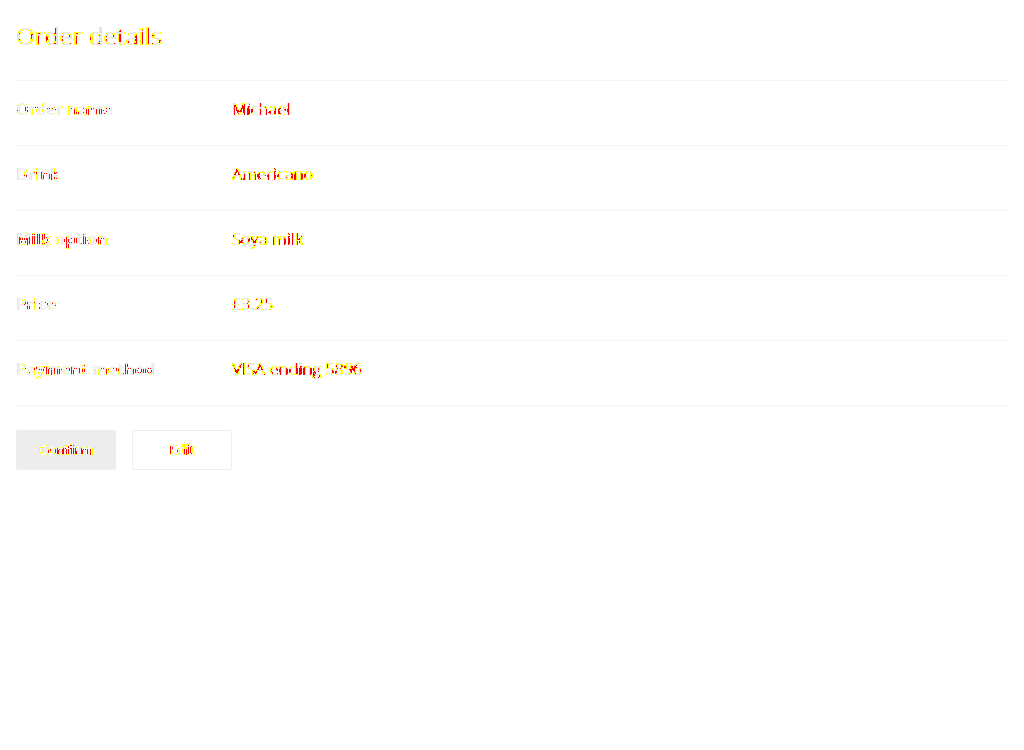 Order details
Order name Michael
Drink Americano
Milk option Soya milk
Price £3.25
Payment method VISA ending 5896
Confirm Edit